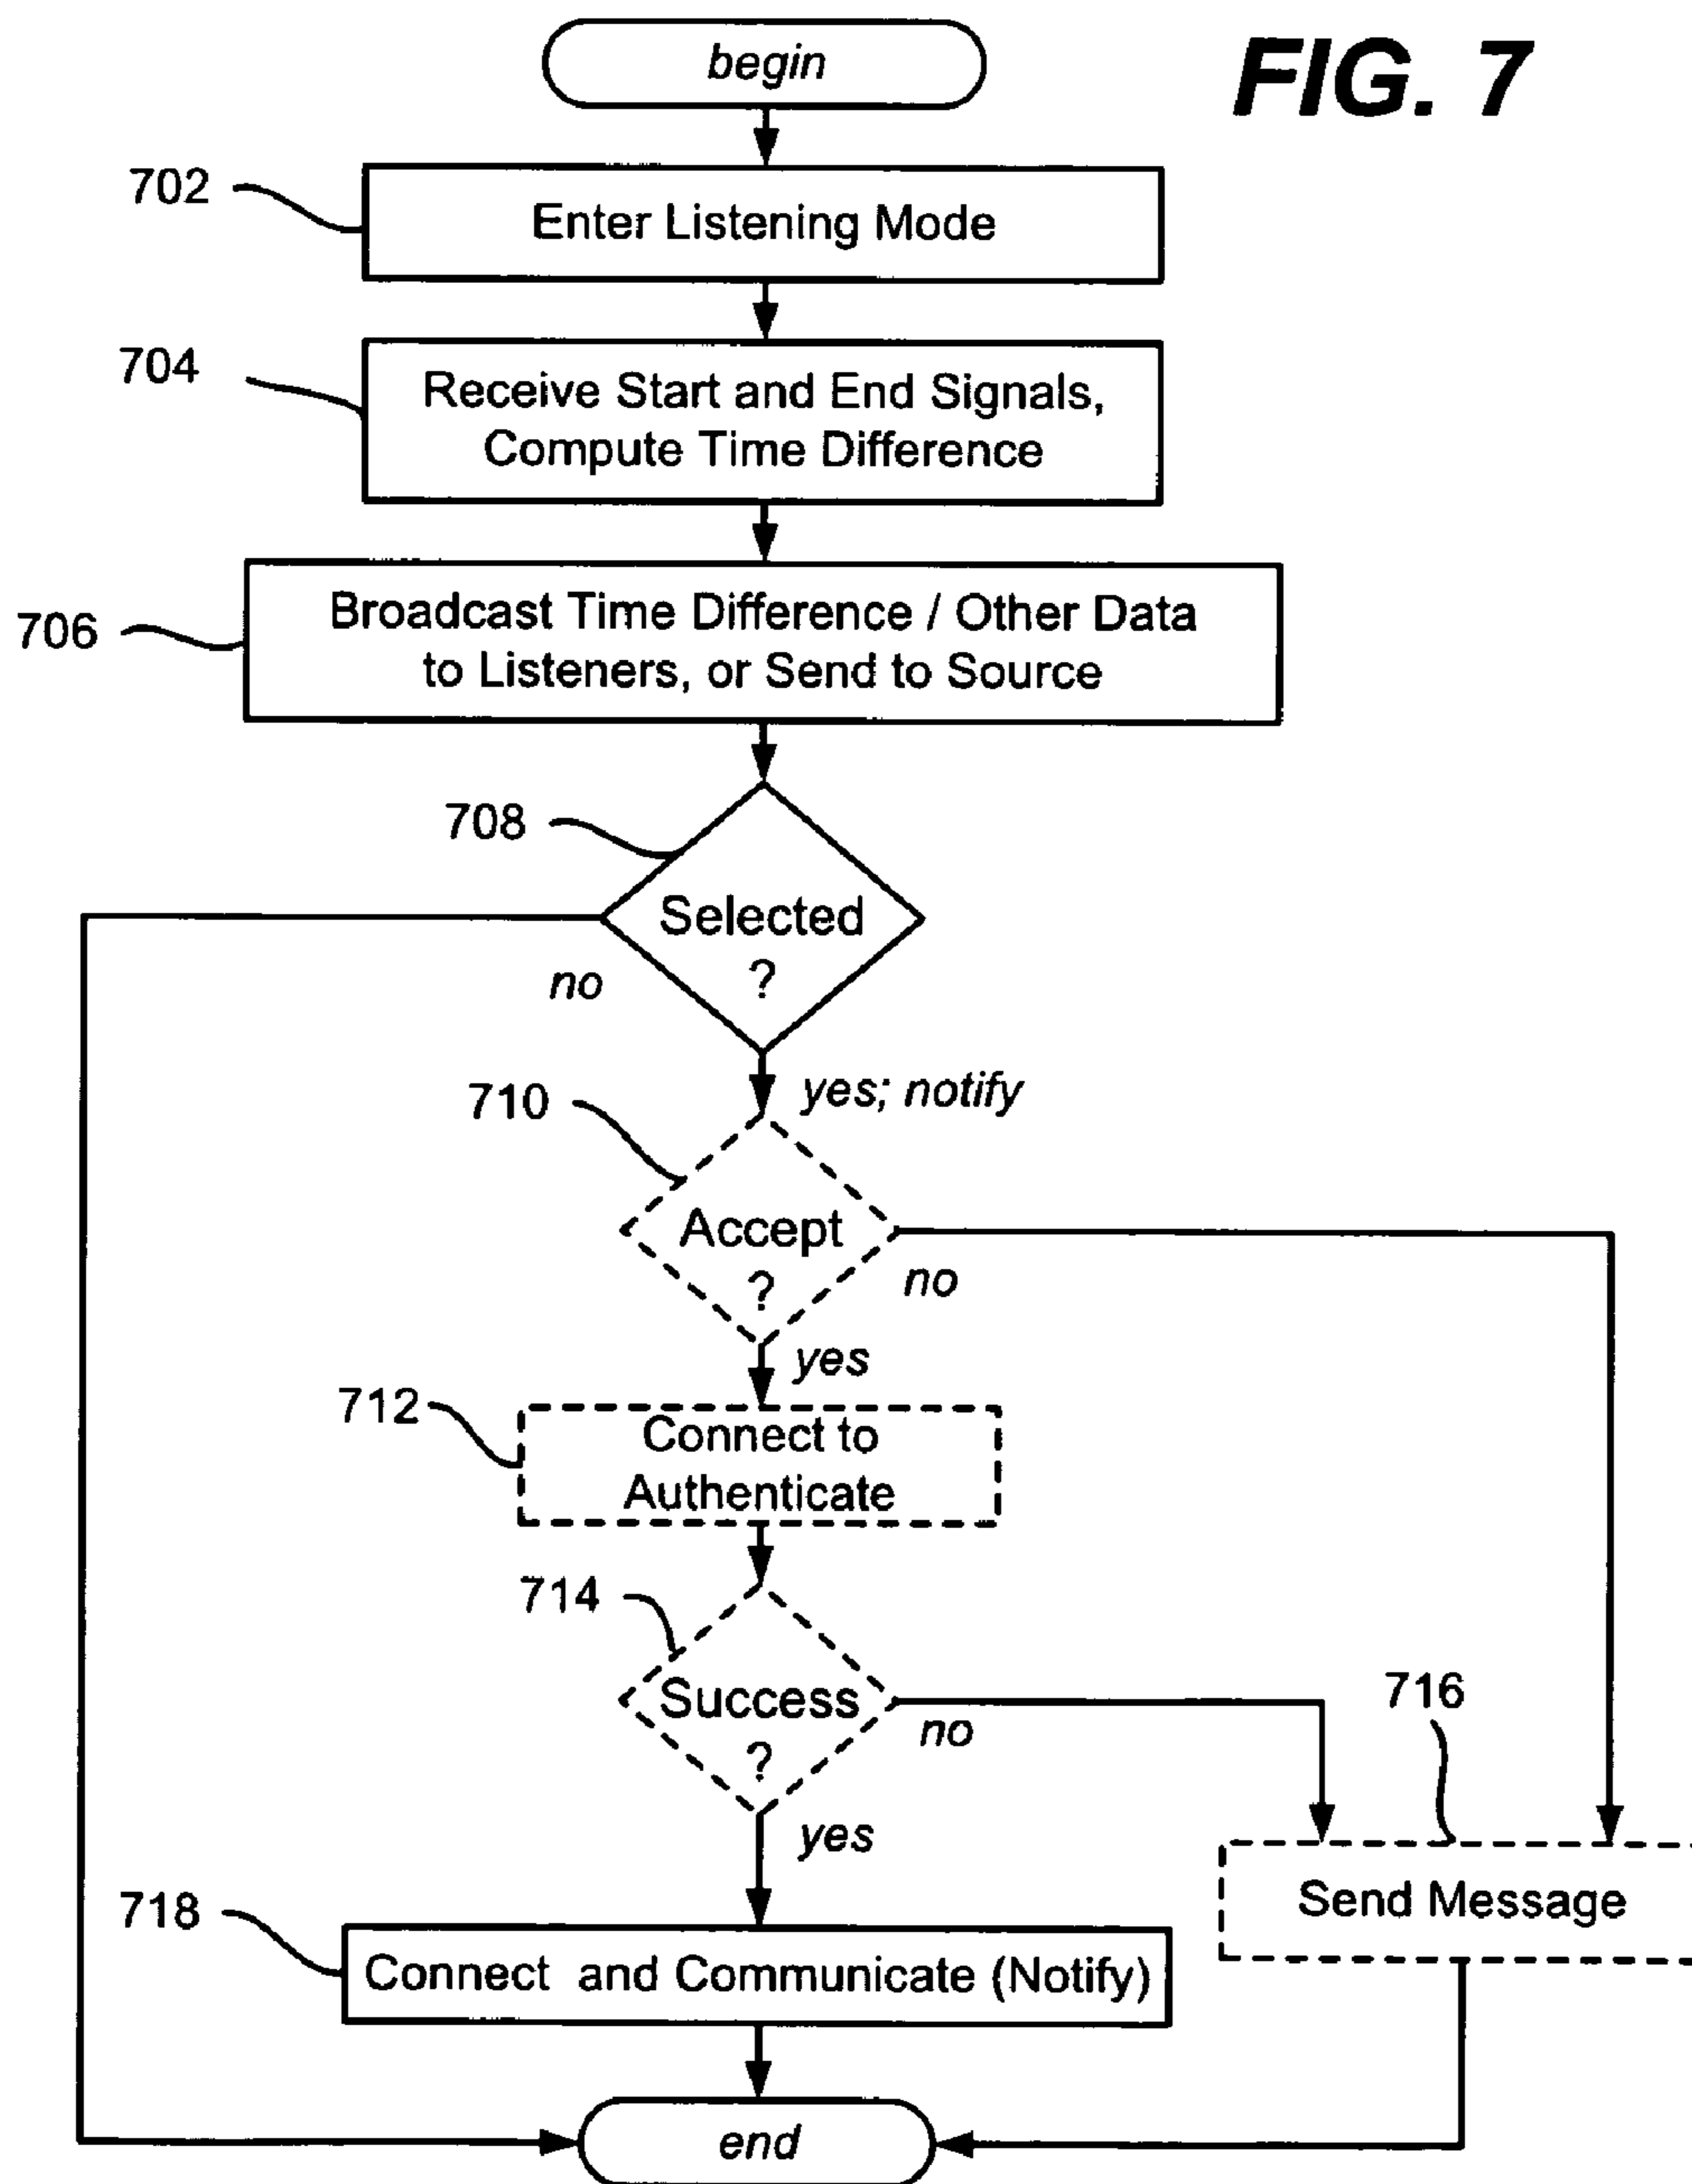 begin
FIG. 7
702
Enter Listening Mode
704
Receive Start and End Signals,
Compute Time Difference
706
Broadcast Time Difference / Other Data
to Listeners, or Send to Source
708
Selected
?
no
yes; notify
710
Accept
?
no
yes
712
Connect to
Authenticate
714
Success
?
no
716
yes
Send Message
718
Connect and Communicate (Notify)
end